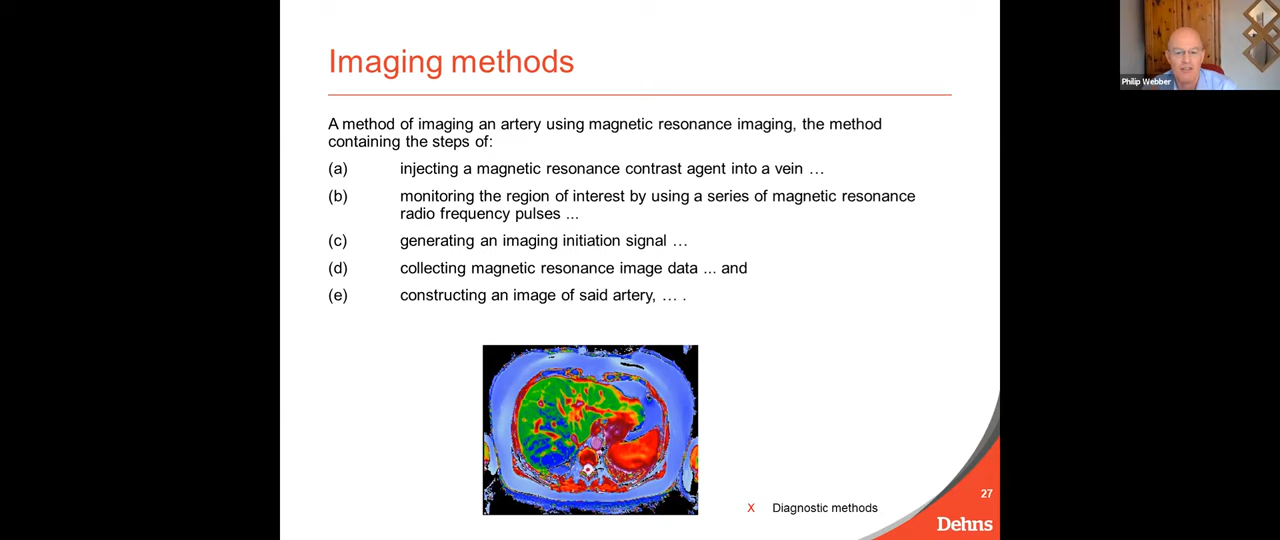 Imaging methods
Philip Webber
A method of imaging an artery using magnetic resonance imaging, the method
containing the steps of:
(a) injecting a magnetic resonance contrast agent into a vein …
(b) monitoring the region of interest by using a series of magnetic resonance
radio frequency pulses ...
(c) generating an imaging initiation signal …
(d) collecting magnetic resonance image data ... and
(e) constructing an image of said artery, … .
27
X Diagnostic methods
Dehns